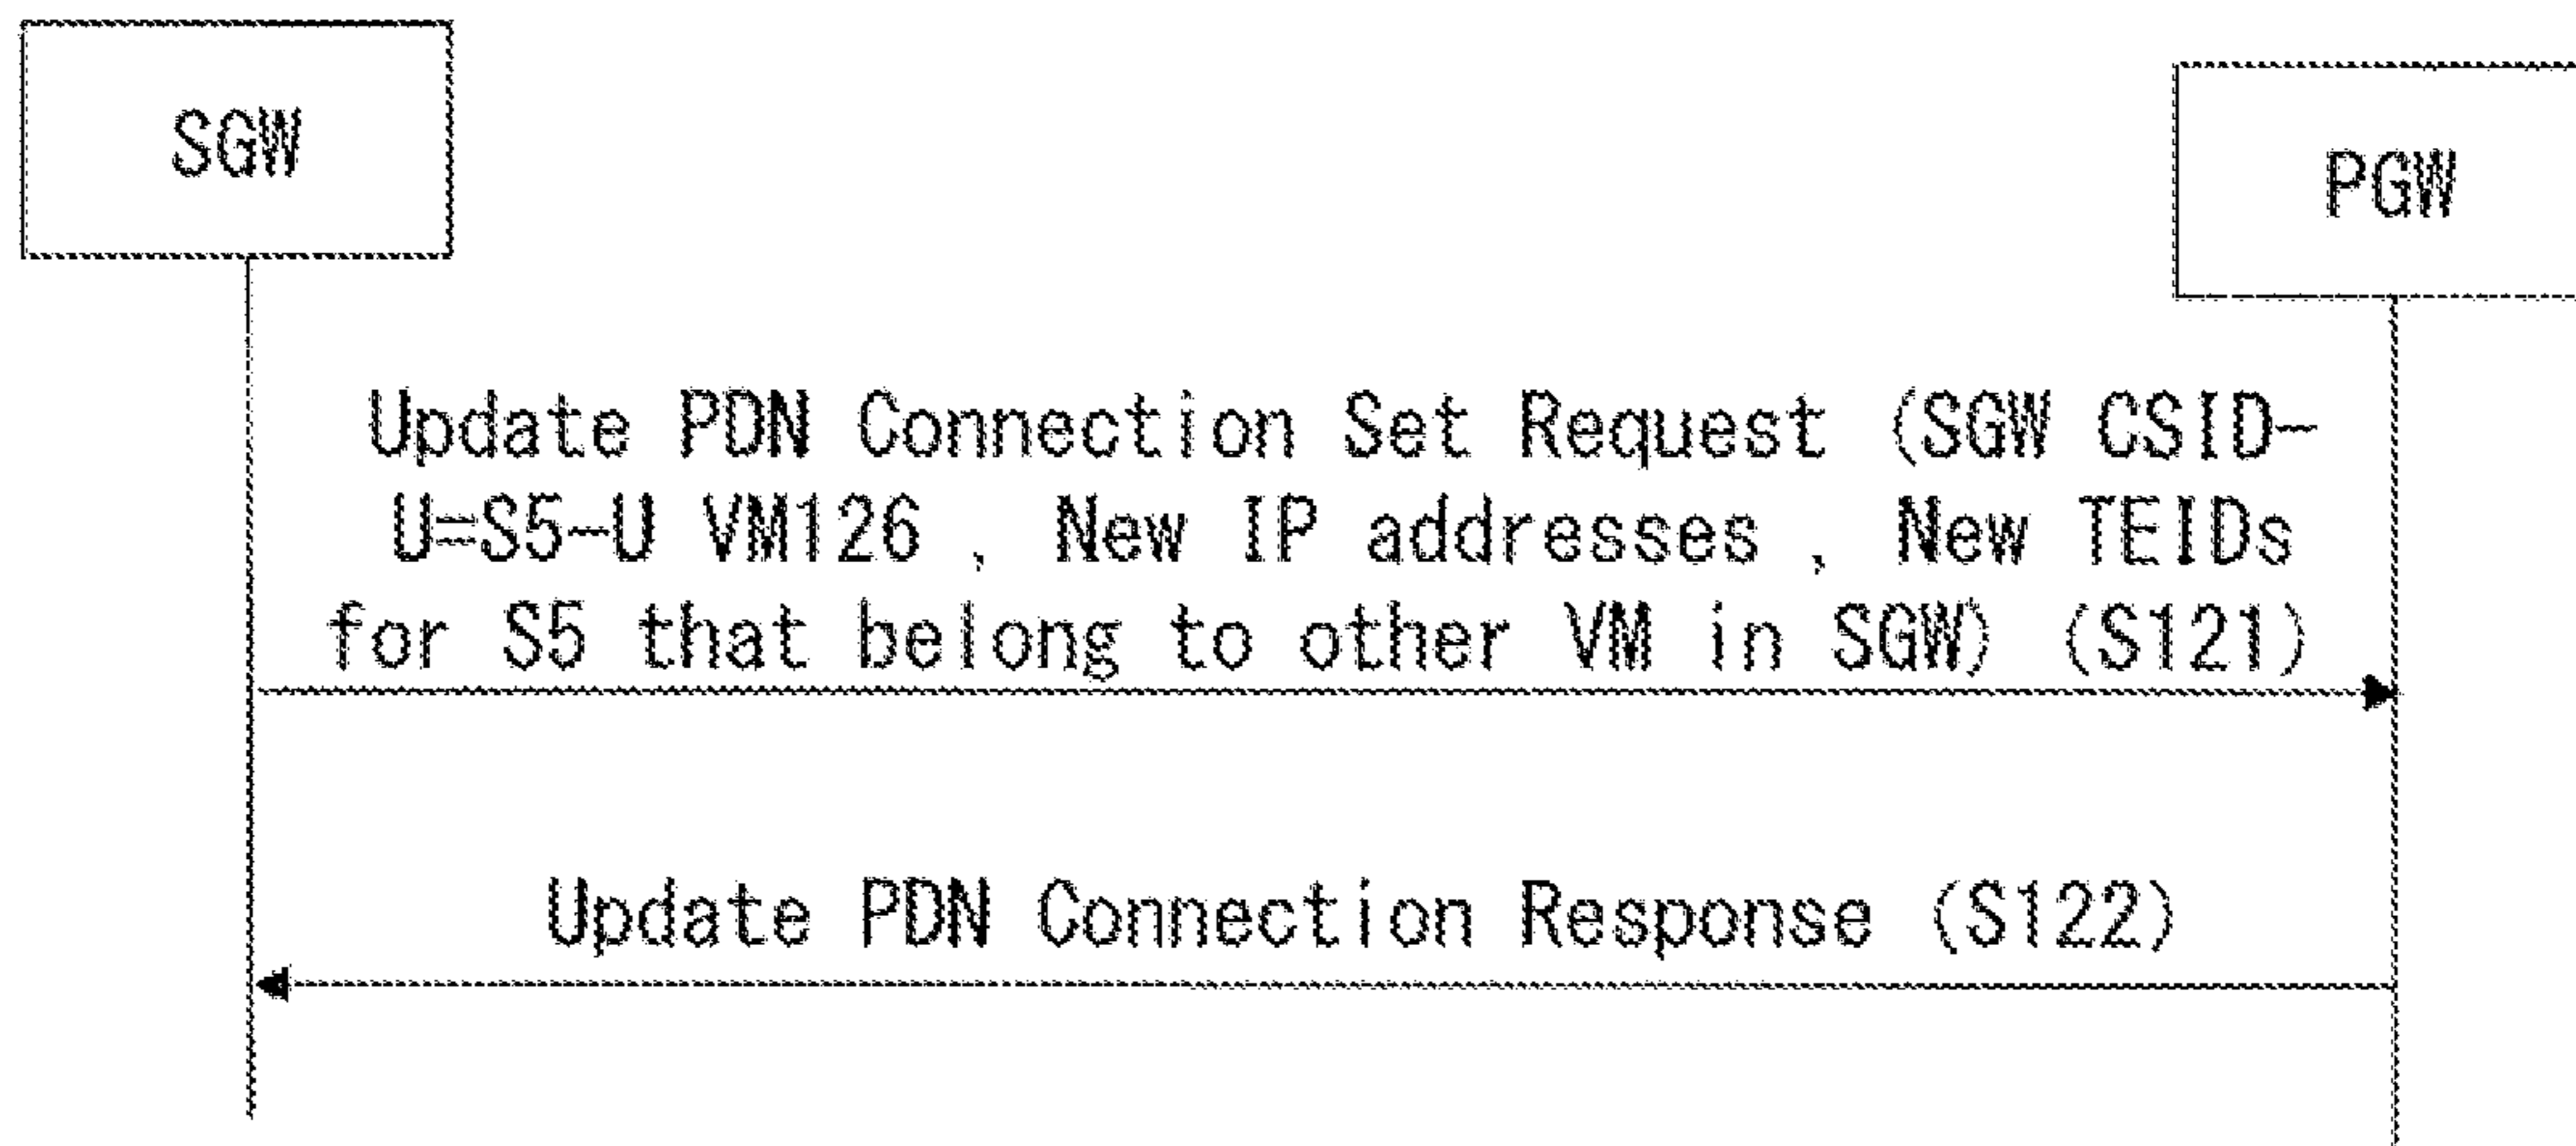 SGW
PGW
Update PDN Connection Set Request (SGW CSID-
U=S5-U VM126 , New IP addresses , New TEIDs
for S5 that belong to other VM in SGW) (S121)
Update PDN Connection Response (S122)